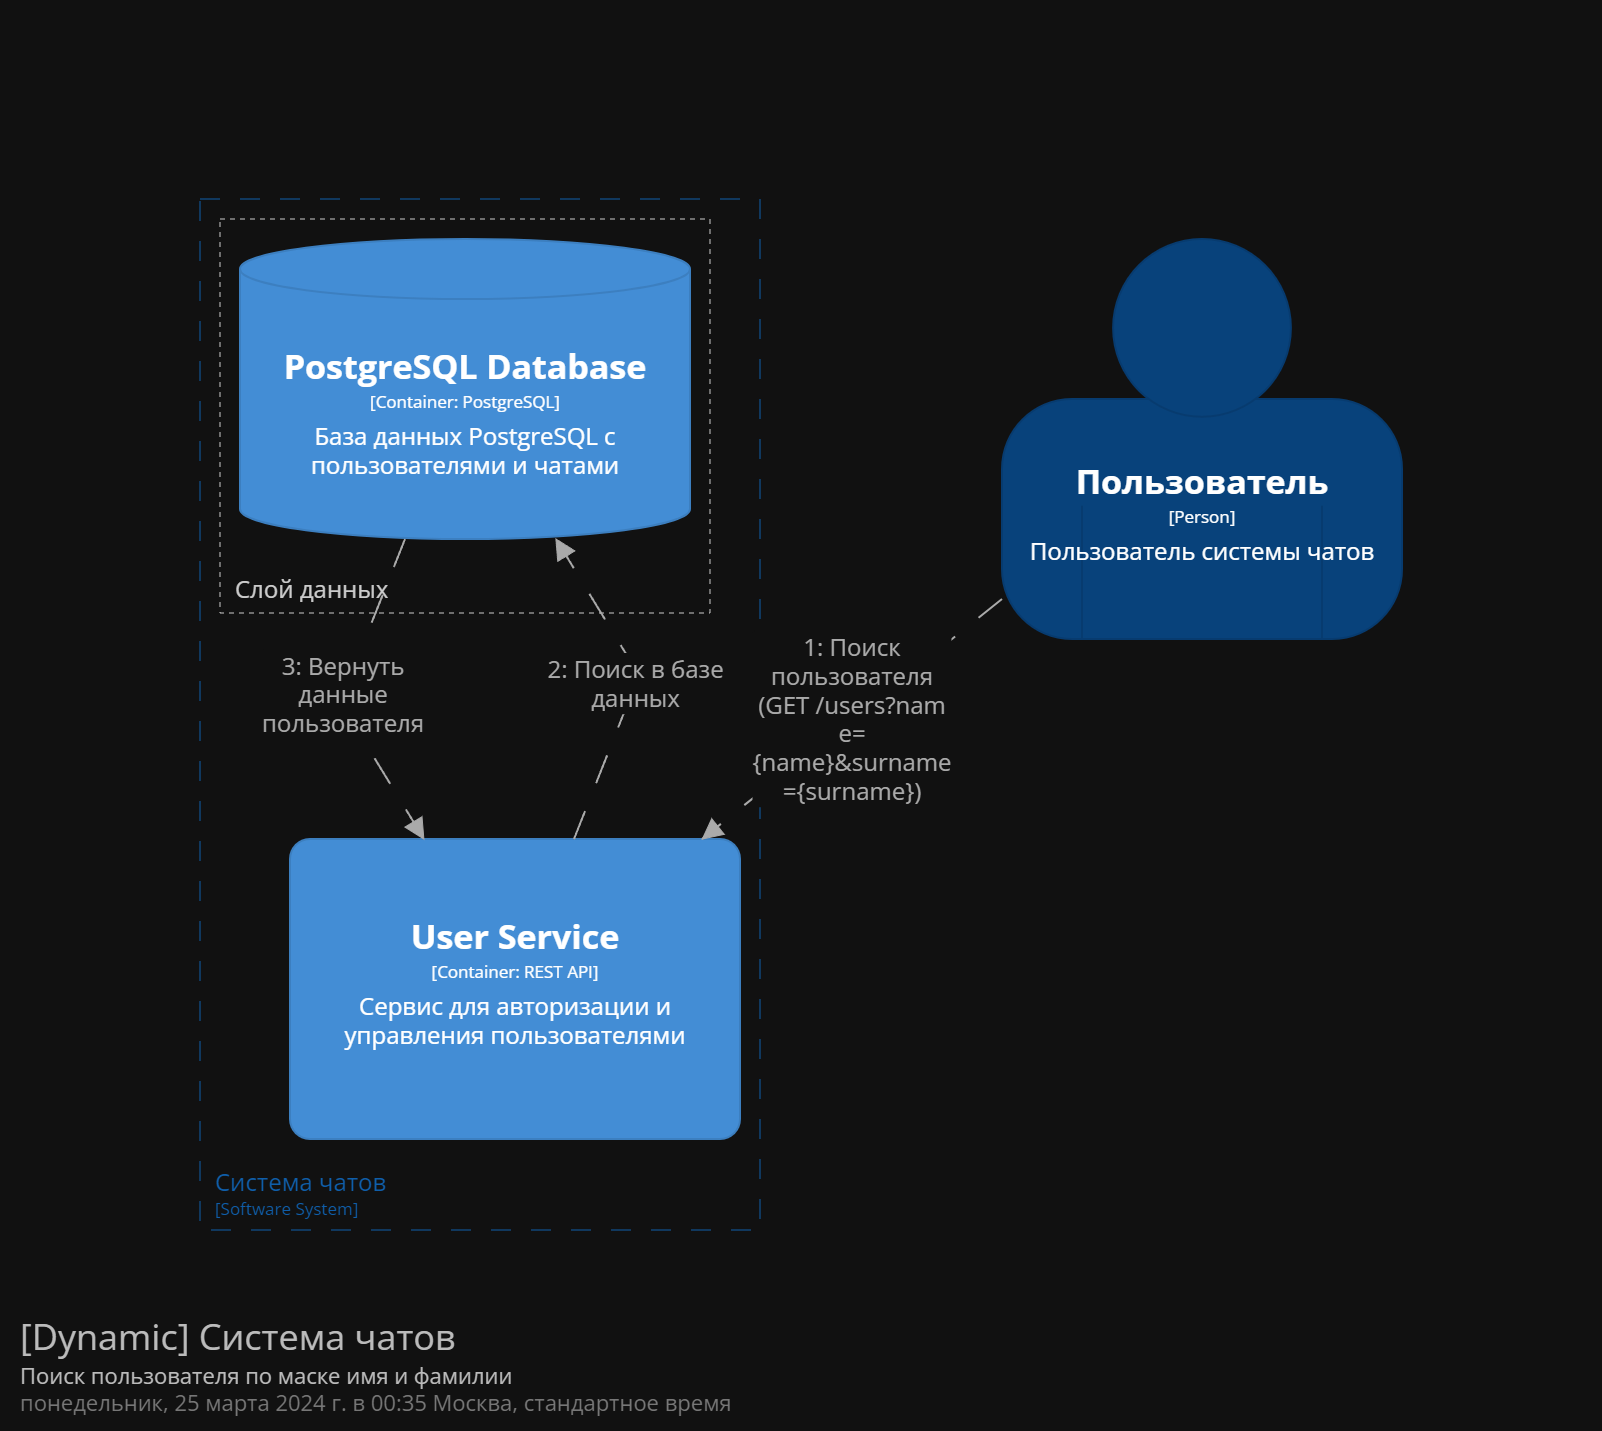 PostgreSQL Database
[Container: PostgreSQL]
База данных PostgreSQL с
пользователями и чатами
Слой данных
Пользователь
[Person]
Пользователь системы чатов
1: Поиск
пользователя
(GET /users?nam
e=
{name}&surname
={surname})
2: Поиск в базе
данных
3: Вернуть
данные
пользователя
User Service
[Container: REST API]
Сервис для авторизации и
управления пользователями
Система чатов
[Software System]
[Dynamic] Система чатов
Поиск пользователя по маске имя и фамилии
понедельник, 25 марта 2024 г. в 00:35 Москва, стандартное время